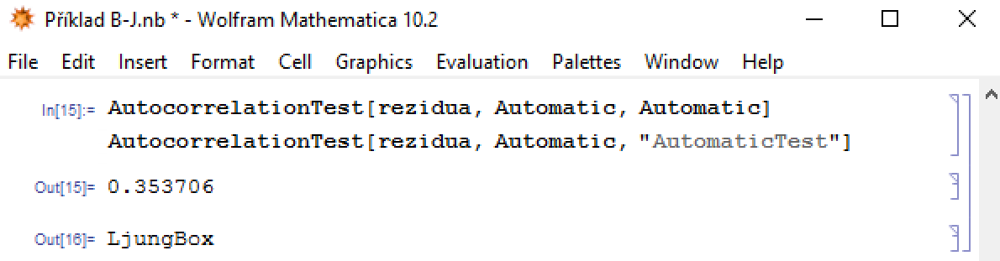 Příklad B-J.nb * - Wolfram Mathematica 10.2
File Edit Insert Format Cell Graphics Evaluation Palettes Window Help
In[15]:= AutocorrelationTest[rezidua, Automatic, Automatic]
AutocorrelationTest[rezidua, Automatic, "AutomaticTest"]
Out[15]= 0.353706
Out[16]= LjungBox